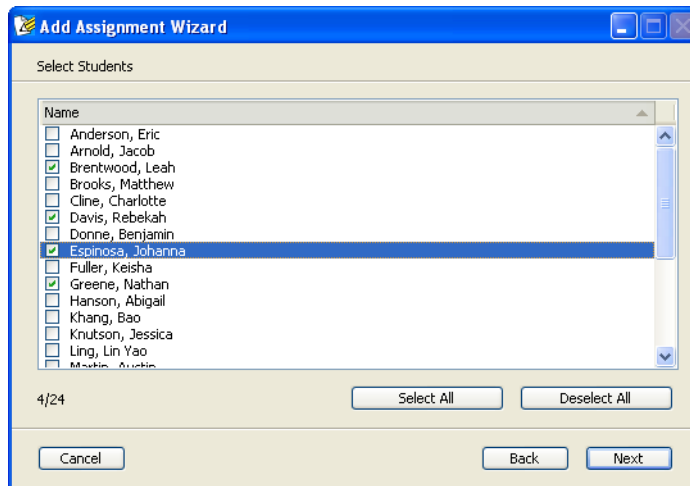 Add Assignment Wizard
Select Students
Name
Anderson, Eric
Arnold, Jacob
Brentwood, Leah
Brooks, Matthew
Cline, Charlotte
Davis, Rebekah
Donne, Benjamin
Espinosa, Johanna
Fuller, Keisha
Greene, Nathan
Hanson, Abigail
Khang, Bao
Knutson, Jessica
Ling, Lin Yao
Martin, Austin
4/24 Select All Deselect All
Cancel Back Next